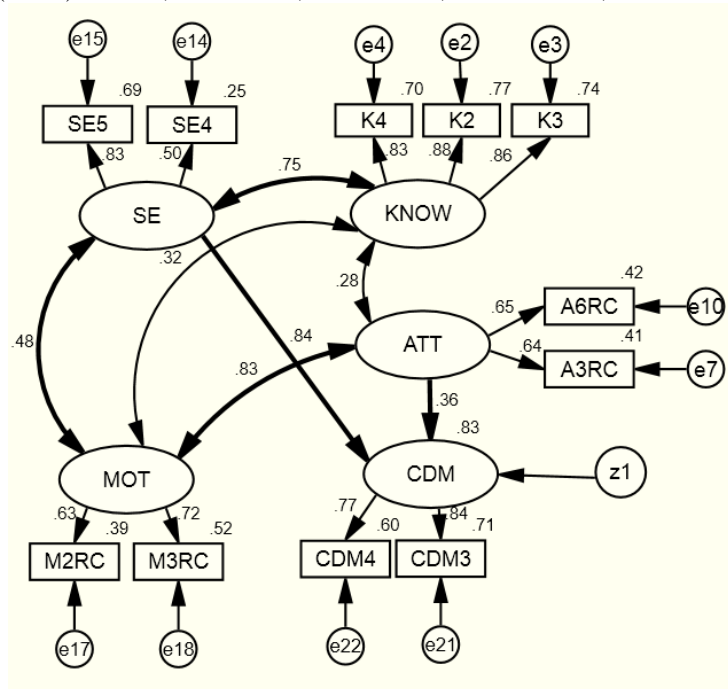 e15
e14
e4
e2
e3
.69
.25
.70
.77
.74
SE5
SE4
K4
K2
K3
.83
.50
.83
.88
.86
.75
SE
KNOW
.32
.28
.42
.65
A6RC
e10
.48
.84
ATT
.41
.64
A3RC
e7
.83
.36
.83
MOT
CDM
z1
.63
.39
.72
.52
.77
.60
.84
.71
M2RC
M3RC
CDM4
CDM3
e17
e18
e22
e21